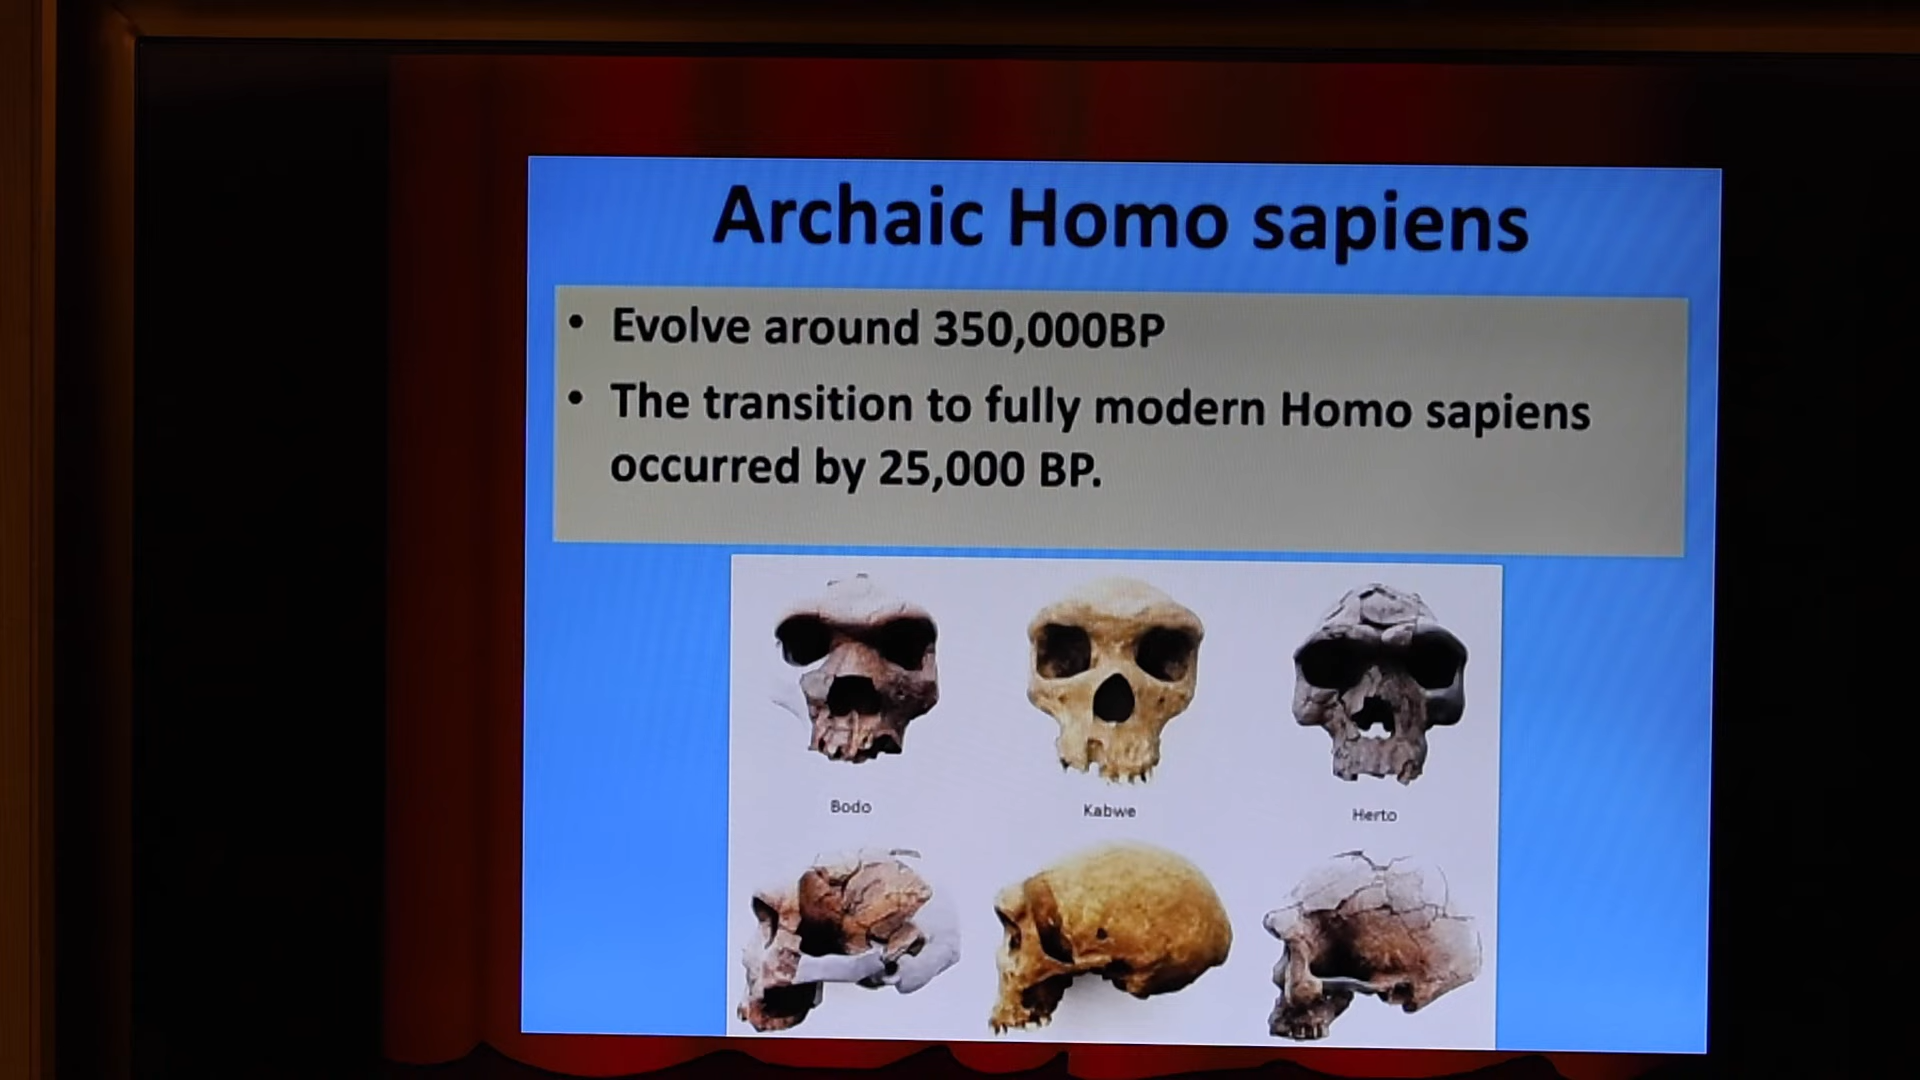 Archaic Homo sapiens
• Evolve around 350,000BP
• The transition to fully modern Homo sapiens
occurred by 25,000 BP.
Bodo Kabwe Herto